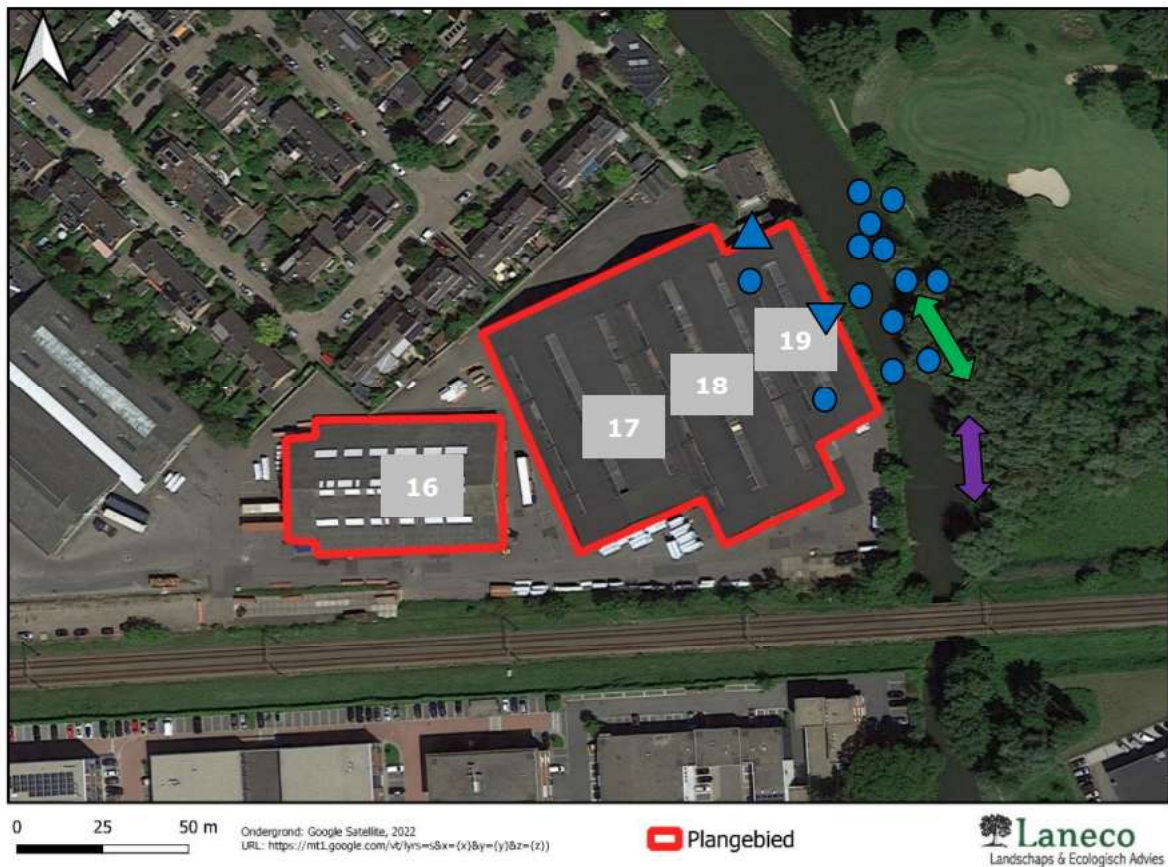 19
18
17
16
0 25 50 m
Ondergrond: Google Satellite, 2022
URL: https://mt1.google.com/vt/lyrs=s&x={x}&y={y}&z={z})
Plangebied
Laneco
Landschaps & Ecologisch Advies